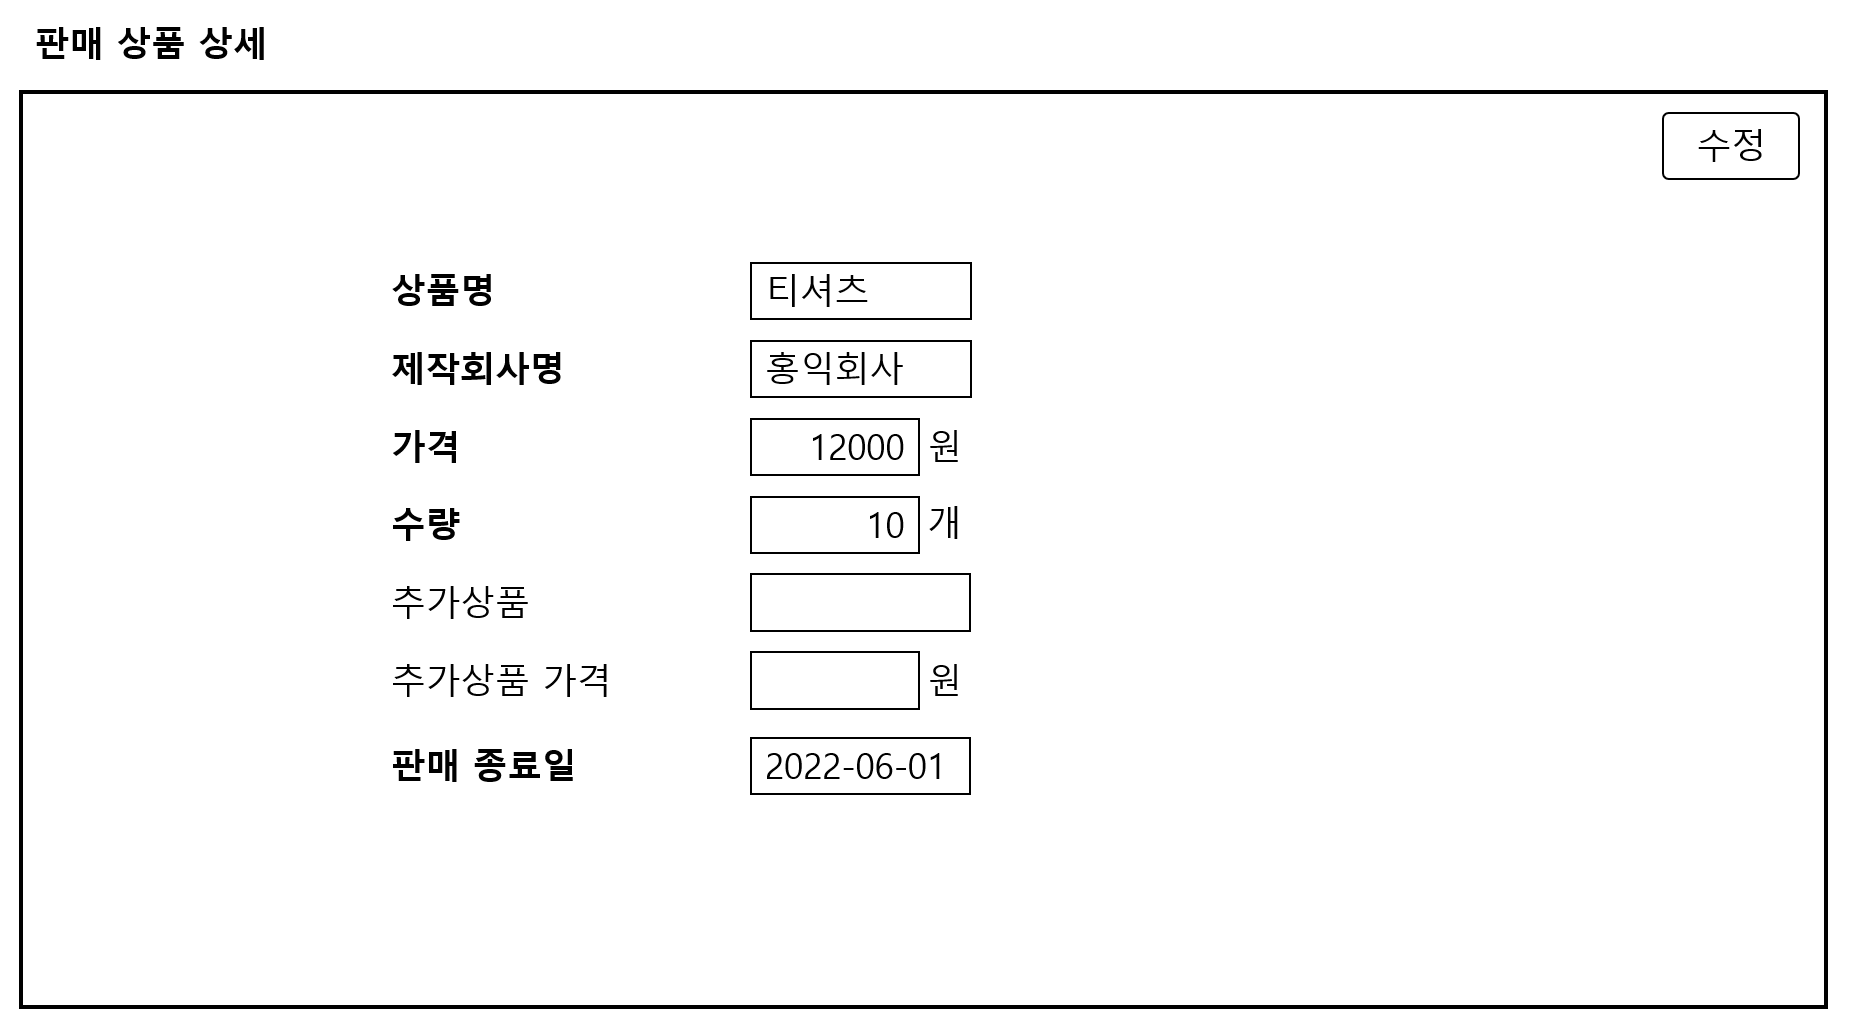 판매 상품 상세
수정
상품명 티셔츠
제작회사명 홍익회사
가격 12000 원
수량 10 개
추가상품
추가상품 가격 원
판매 종료일 2022-06-01